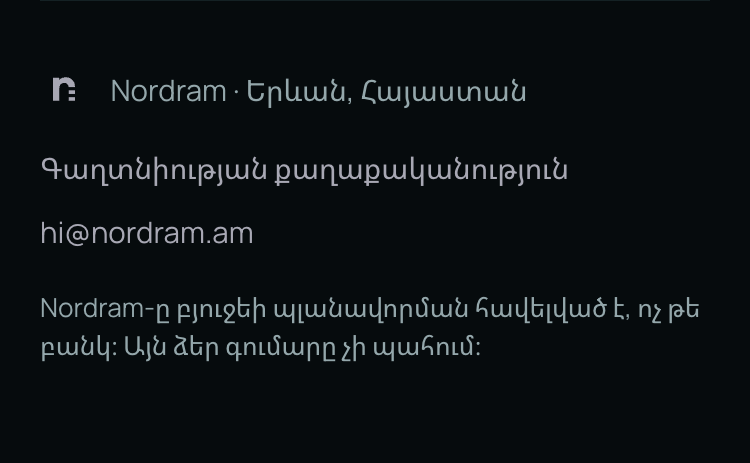 Nordram · Երևան, Հայաստան
Գաղտնիության քաղաքականություն
hi@nordram.am
Nordram-ը բյուջեի պլանավորման հավելված է, ոչ թե
բանկ։ Այն ձեր գումարը չի պահում։